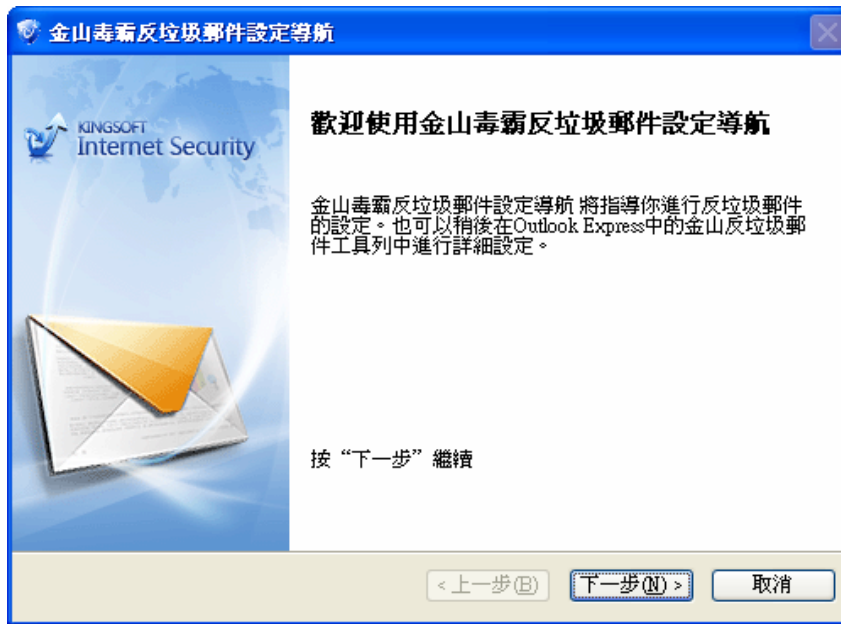 金山毒霸反垃圾郵件設定導航
KINGSOFT
Internet Security
歡迎使用金山毒霸反垃圾郵件設定導航
金山毒霸反垃圾郵件設定導航 將指導你進行反垃圾郵件
的設定。也可以稍後在Outlook Express中的金山反垃圾郵
件工具列中進行詳細設定。
按“下一步”繼續
<上一步(B)
下一步(N)>
取消